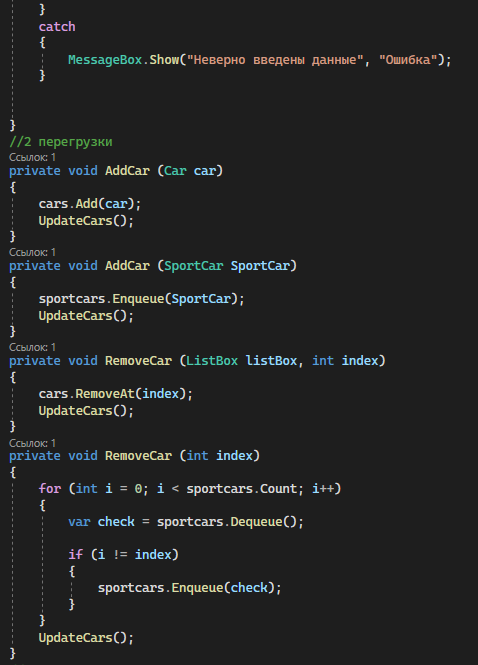 }
catch
{
MessageBox.Show("Неверно введены данные", "Ошибка");
}
}
//2 перегрузки
Ссылок: 1
private void AddCar (Car car)
{
cars.Add(car);
UpdateCars();
}
Ссылок: 1
private void AddCar (SportCar SportCar)
{
sportcars.Enqueue(SportCar);
UpdateCars();
}
Ссылок: 1
private void RemoveCar (ListBox listBox, int index)
{
cars.RemoveAt(index);
UpdateCars();
}
Ссылок: 1
private void RemoveCar (int index)
{
for (int i = 0; i < sportcars.Count; i++)
{
var check = sportcars.Dequeue();
if (i != index)
{
sportcars.Enqueue(check);
}
}
UpdateCars();
}